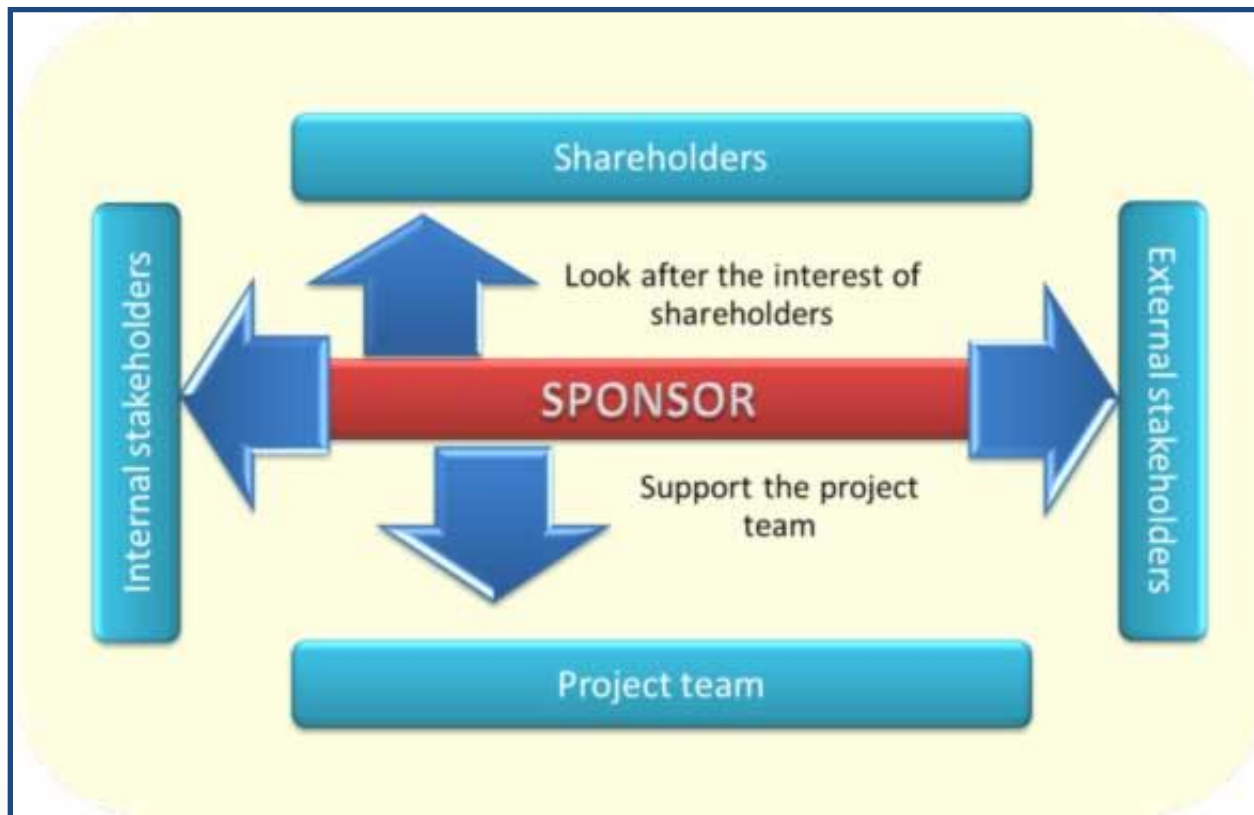 Shareholders
Internal stakeholders
External stakeholders
Look after the interest of
shareholders
SPONSOR
Support the project
team
Project team